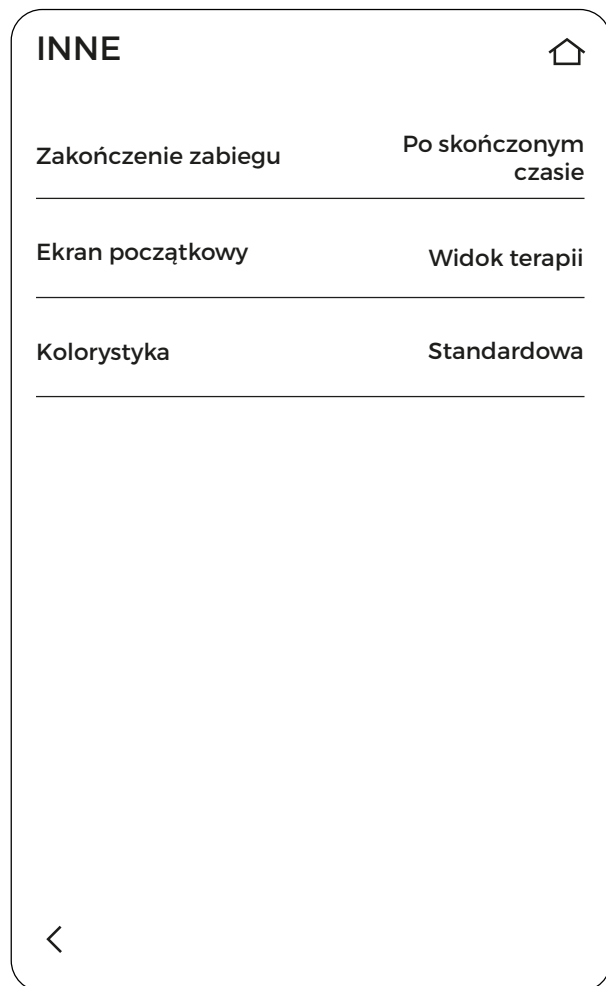 INNE
Zakończenie zabiegu
Po skończonym
czasie
Ekran początkowy
Widok terapii
Kolorystyka
Standardowa